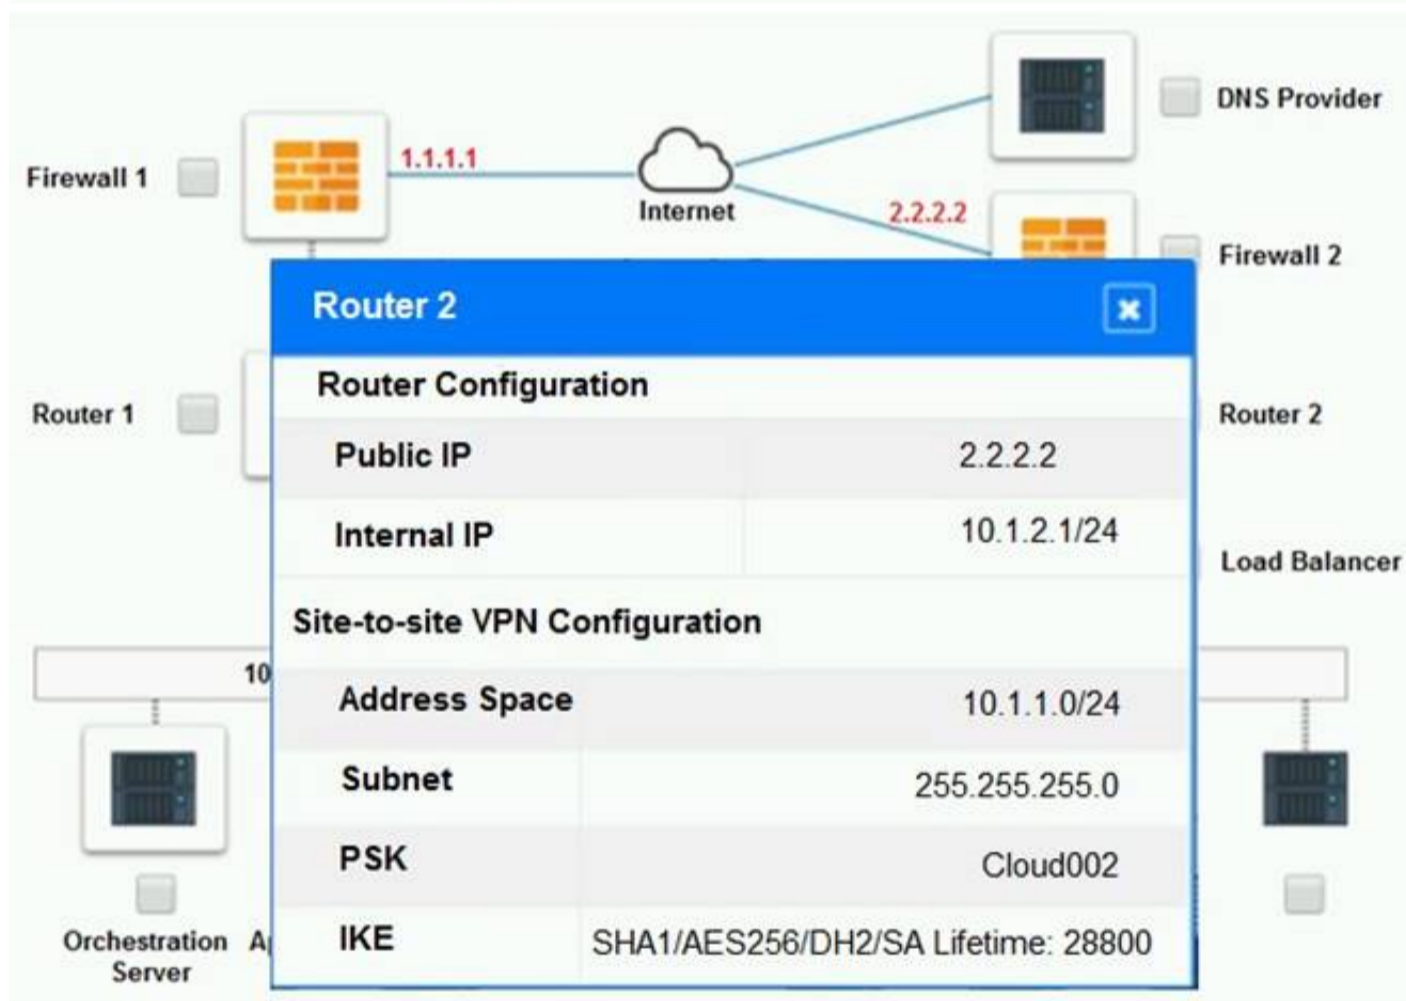 DNS Provider
Firewall 1
1.1.1.1
Internet
2.2.2.2
Firewall 2
Router 2
Router Configuration
Router 1
Router 2
Public IP 2.2.2.2
Internal IP 10.1.2.1/24
Load Balancer
Site-to-site VPN Configuration
10
Address Space 10.1.1.0/24
Subnet 255.255.255.0
PSK Cloud002
IKE SHA1/AES256/DH2/SA Lifetime: 28800
Orchestration
Server